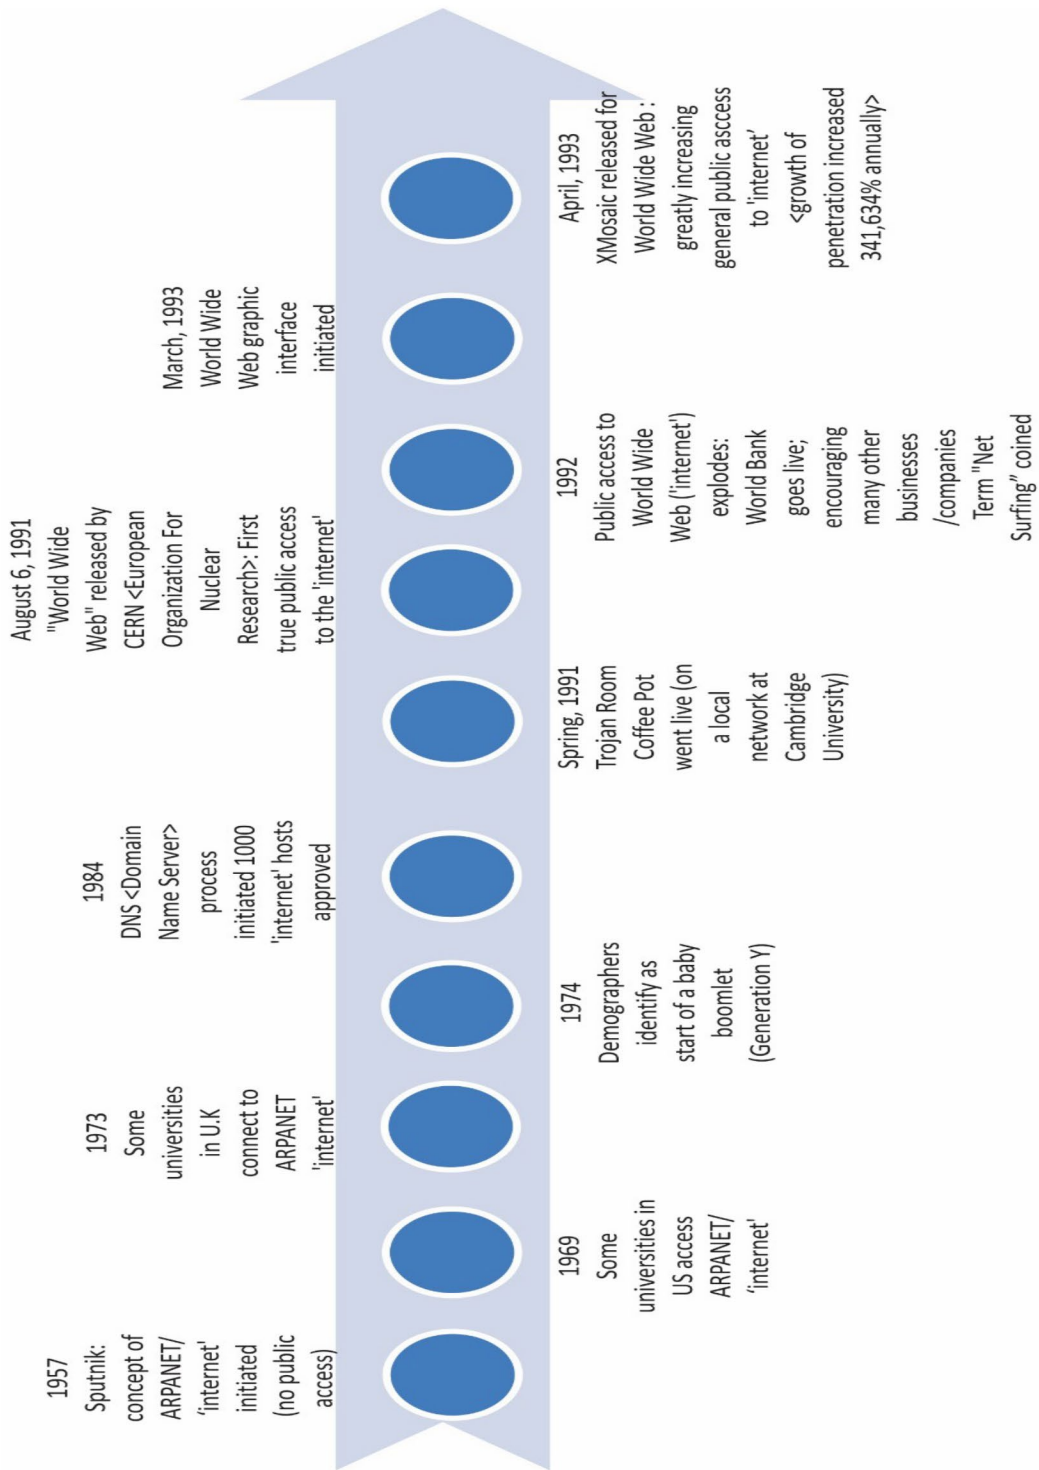 1957
Sputnik:
concept of
ARPANET/
‘internet'
initiated
(no public
access)
1969
Some
universities in
US access
ARPANET/
‘internet'
1973
Some
universities
in U.K
connect to
ARPANET
'internet'
1974
Demographers
identify as
start of a baby
boomlet
(Generation Y)
1984
DNS <Domain
Name Server>
process
initiated 1000
'internet' hosts
approved
Spring, 1991
Trojan Room
Coffee Pot
went live (on
a local
network at
Cambridge
University)
August 6, 1991
"World Wide
Web" released by
CERN <European
Organization For
Nuclear
Research>: First
true public access
to the 'internet'
1992
Public access to
World Wide
Web ('internet')
explodes:
World Bank
goes live;
encouraging
many other
businesses
/companies
Term "Net
Surfing” coined
March, 1993
World Wide
Web graphic
interface
initiated
April, 1993
XMosaic released for
World Wide Web :
greatly increasing
general public asccess
to 'internet’
<growth of
penetration increased
341,634% annually>